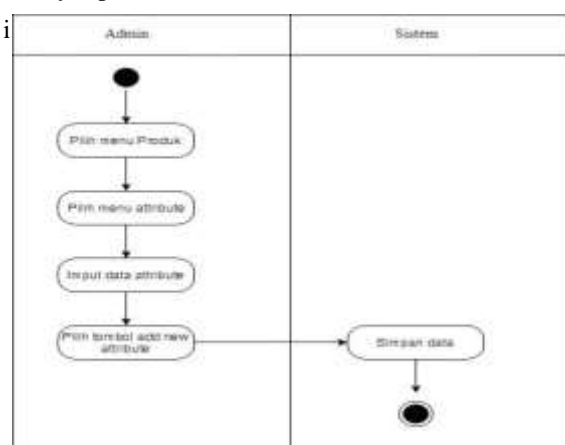 i
Admin
Sistem
Pilih menu Produk
Pilih menu attribute
Input data attribute
Pilih tombol add new
attribute
Simpan data